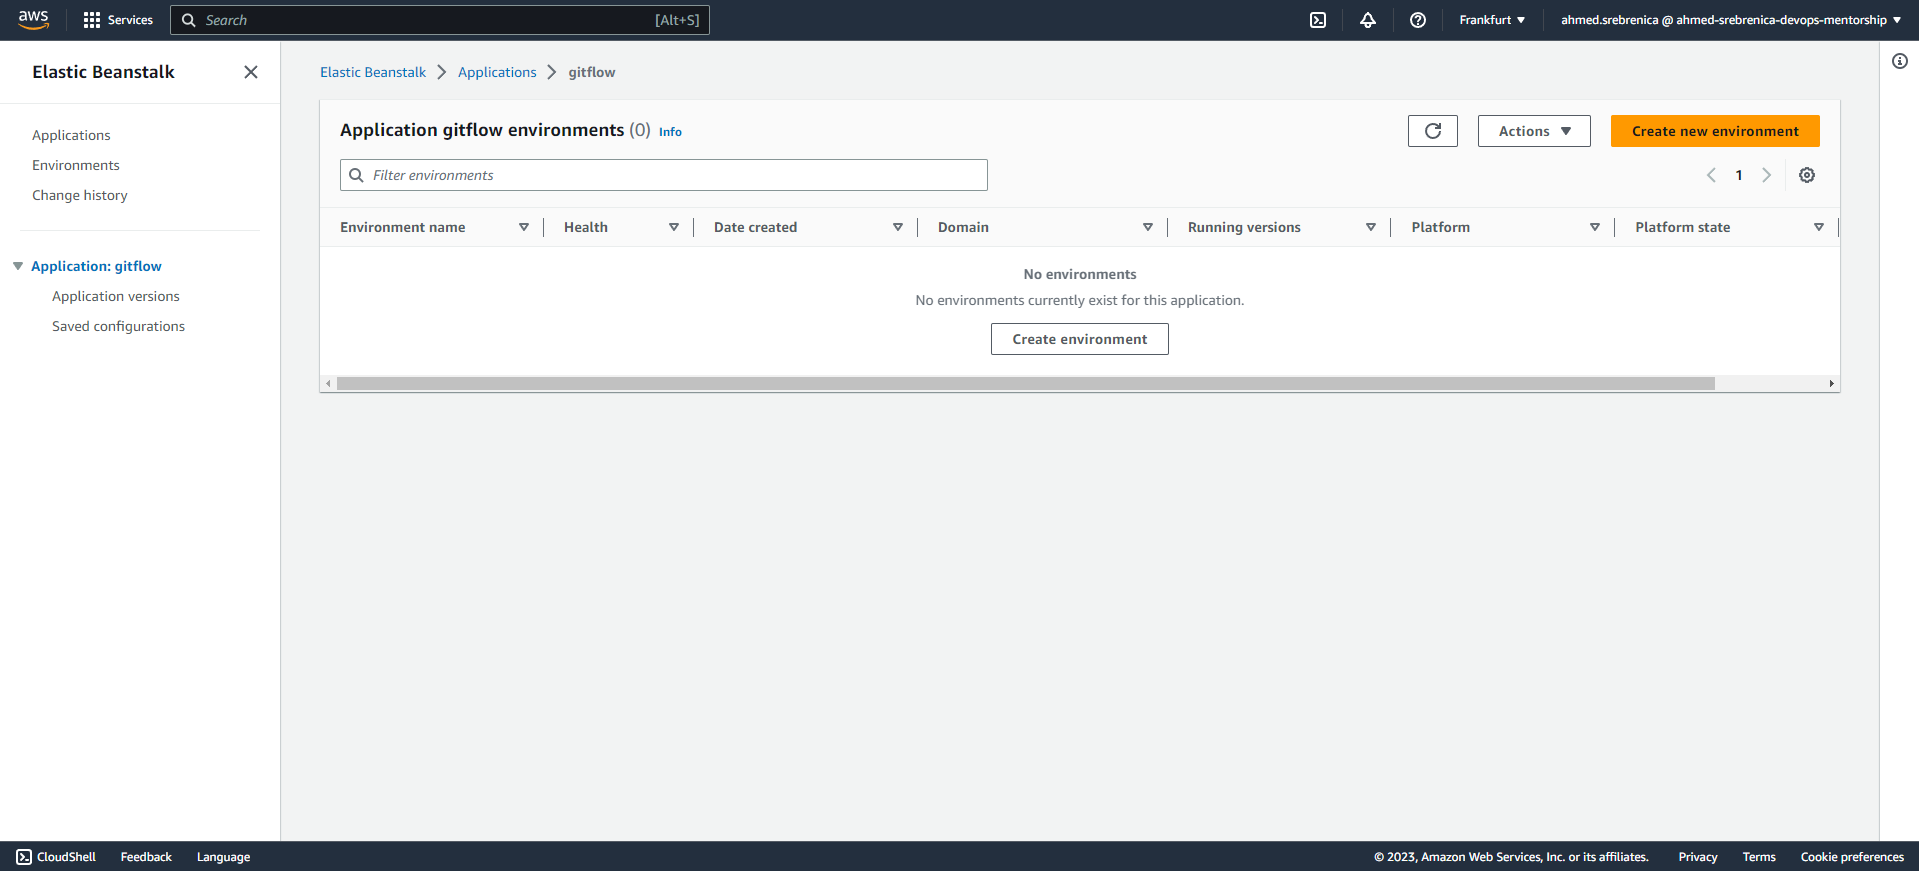 aws Services Search [Alt+S] Frankfurt ahmed.srebrenica @ ahmed-srebrenica-devops-mentorship
Elastic Beanstalk
Applications
Environments
Change history
Application: gitflow
Application versions
Saved configurations
Elastic Beanstalk Applications gitflow
Application gitflow environments (0) Info Actions Create new environment
Filter environments 1
Environment name Health Date created Domain Running versions Platform Platform state
No environments
No environments currently exist for this application.
Create environment
CloudShell Feedback Language © 2023, Amazon Web Services, Inc. or its affiliates. Privacy Terms Cookie preferences